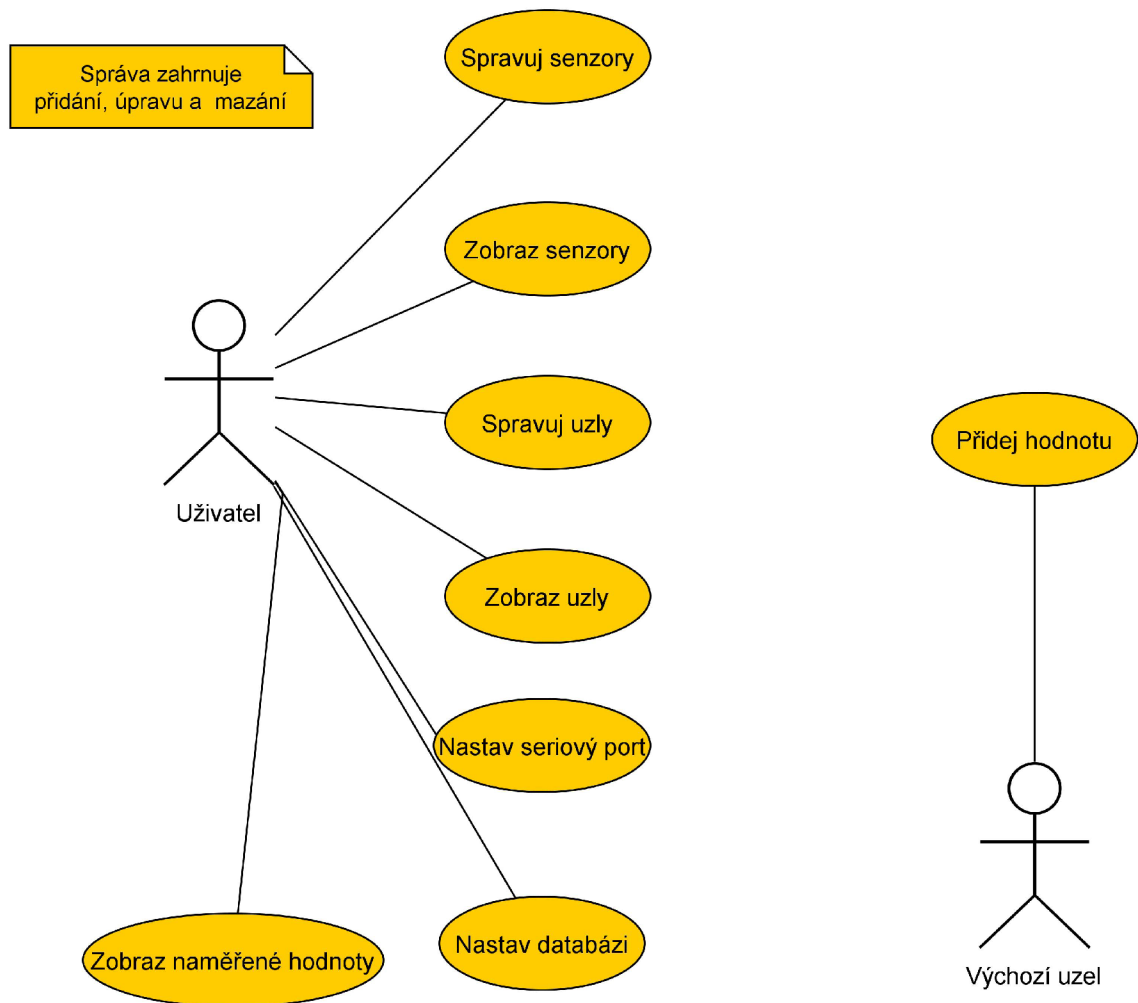 Správa zahrnuje
přidání, úpravu a mazání
Spravuj senzory
Zobraz senzory
Spravuj uzly
Přidej hodnotu
Uživatel
Zobraz uzly
Nastav seriový port
Zobraz naměřené hodnoty
Nastav databázi
Výchozí uzel